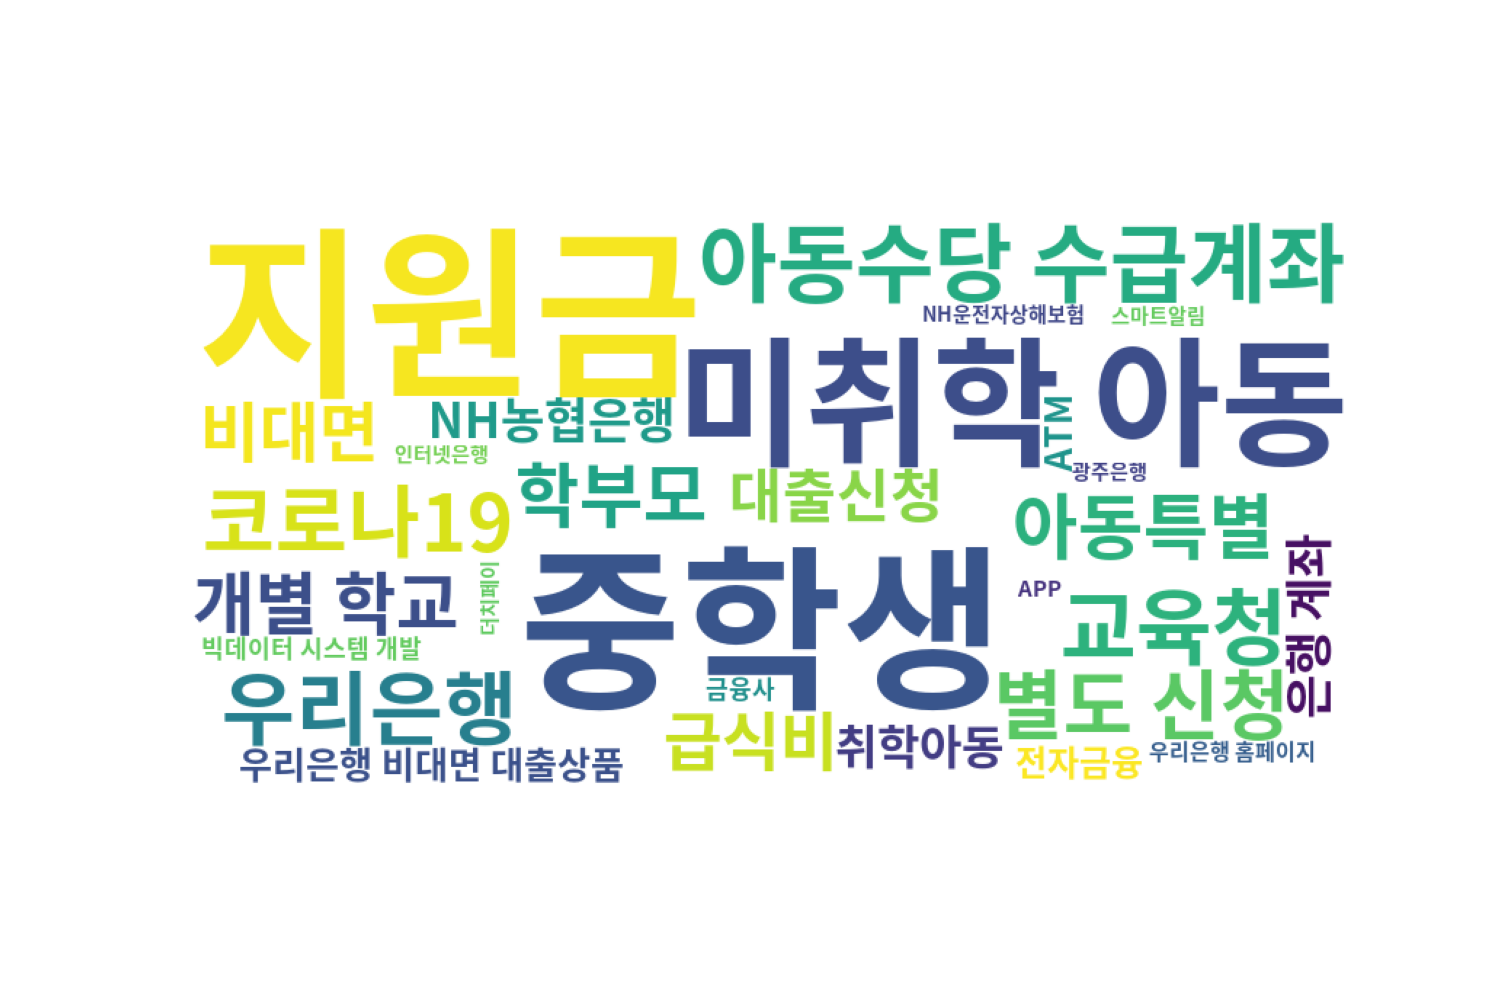 지원금
아동수당 수급계좌
NH운전자상해보험
스마트알림
미취학 아동
비대면
NH농협은행
ATM
인터넷은행
광주은행
학부모
대출신청
코로나19
아동특별
은행 계좌
중학생
더치페이
개별 학교
APP
교육청
빅데이터 시스템 개발
우리은행
금융사
별도 신청
급식비
취학아동
우리은행 비대면 대출상품
전자금융
우리은행 홈페이지